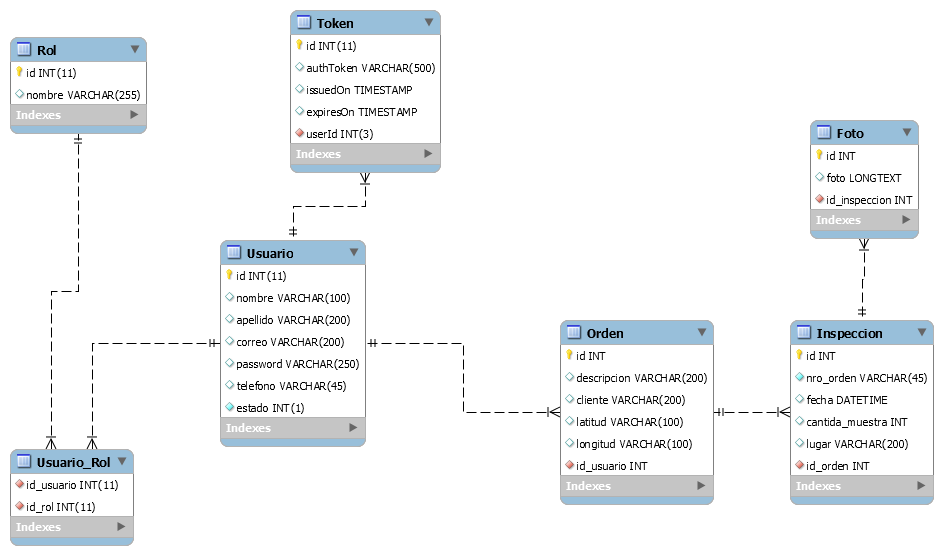 Rol
id INT(11)
nombre VARCHAR(255)
Indexes
Token
id INT(11)
authToken VARCHAR(500)
issuedOn TIMESTAMP
expiresOn TIMESTAMP
userId INT(3)
Indexes
Foto
id INT
foto LONGTEXT
id_inspeccion INT
Indexes
Usuario
id INT(11)
nombre VARCHAR(100)
apellido VARCHAR(200)
correo VARCHAR(200)
password VARCHAR(250)
telefono VARCHAR(45)
estado INT(1)
Indexes
Orden
id INT
descripcion VARCHAR(200)
cliente VARCHAR(200)
latitud VARCHAR(100)
longitud VARCHAR(100)
id_usuario INT
Indexes
Inspeccion
id INT
nro_orden VARCHAR(45)
fecha DATETIME
cantida_muestra INT
lugar VARCHAR(200)
id_orden INT
Indexes
Usuario_Rol
id_usuario INT(11)
id_rol INT(11)
Indexes